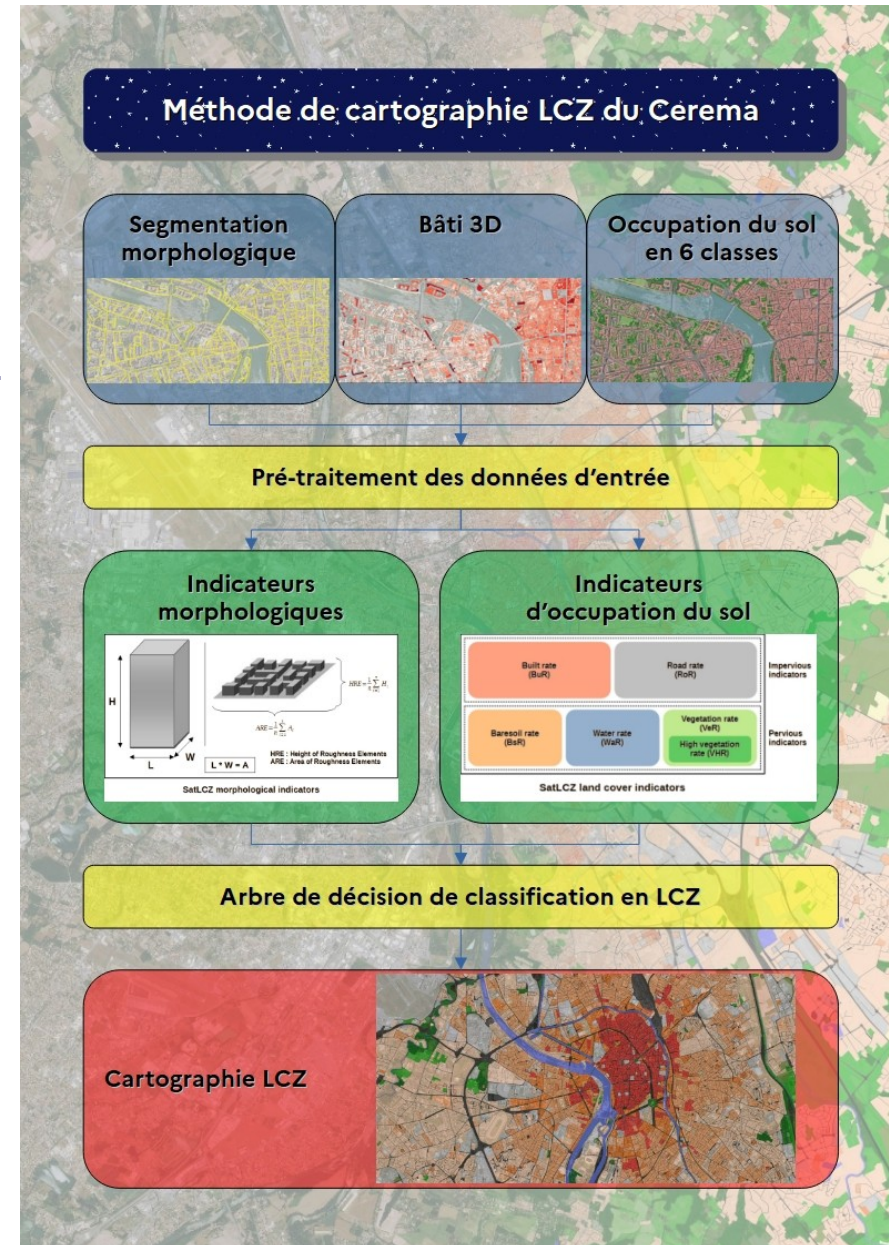 Méthode de cartographie LCZ du Cerema
Segmentation
morphologique
Bâti 3D
Occupation du sol
en 6 classes
Pré-traitement des données d'entrée
Indicateurs
morphologiques
H
L
W
L * W = A
HRE : Height of Roughness Elements
ARE : Area of Roughness Elements
SatLCZ morphological indicators
Indicateurs
d'occupation du sol
Built rate
(BuR)
Road rate
(RoR)
Impervious
indicators
Baresoil rate
(BsR)
Water rate
(WaR)
Vegetation rate
(VeR)
High vegetation
rate (VHR)
Pervious
indicators
SatLCZ land cover indicators
Arbre de décision de classification en LCZ
Cartographie LCZ